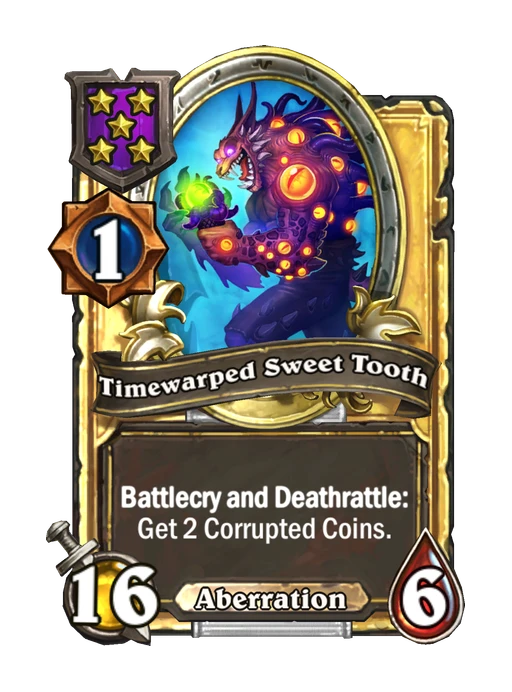 1
Timewarped Sweet Tooth
Battlecry and Deathrattle:
Get 2 Corrupted Coins.
16
Aberration
6